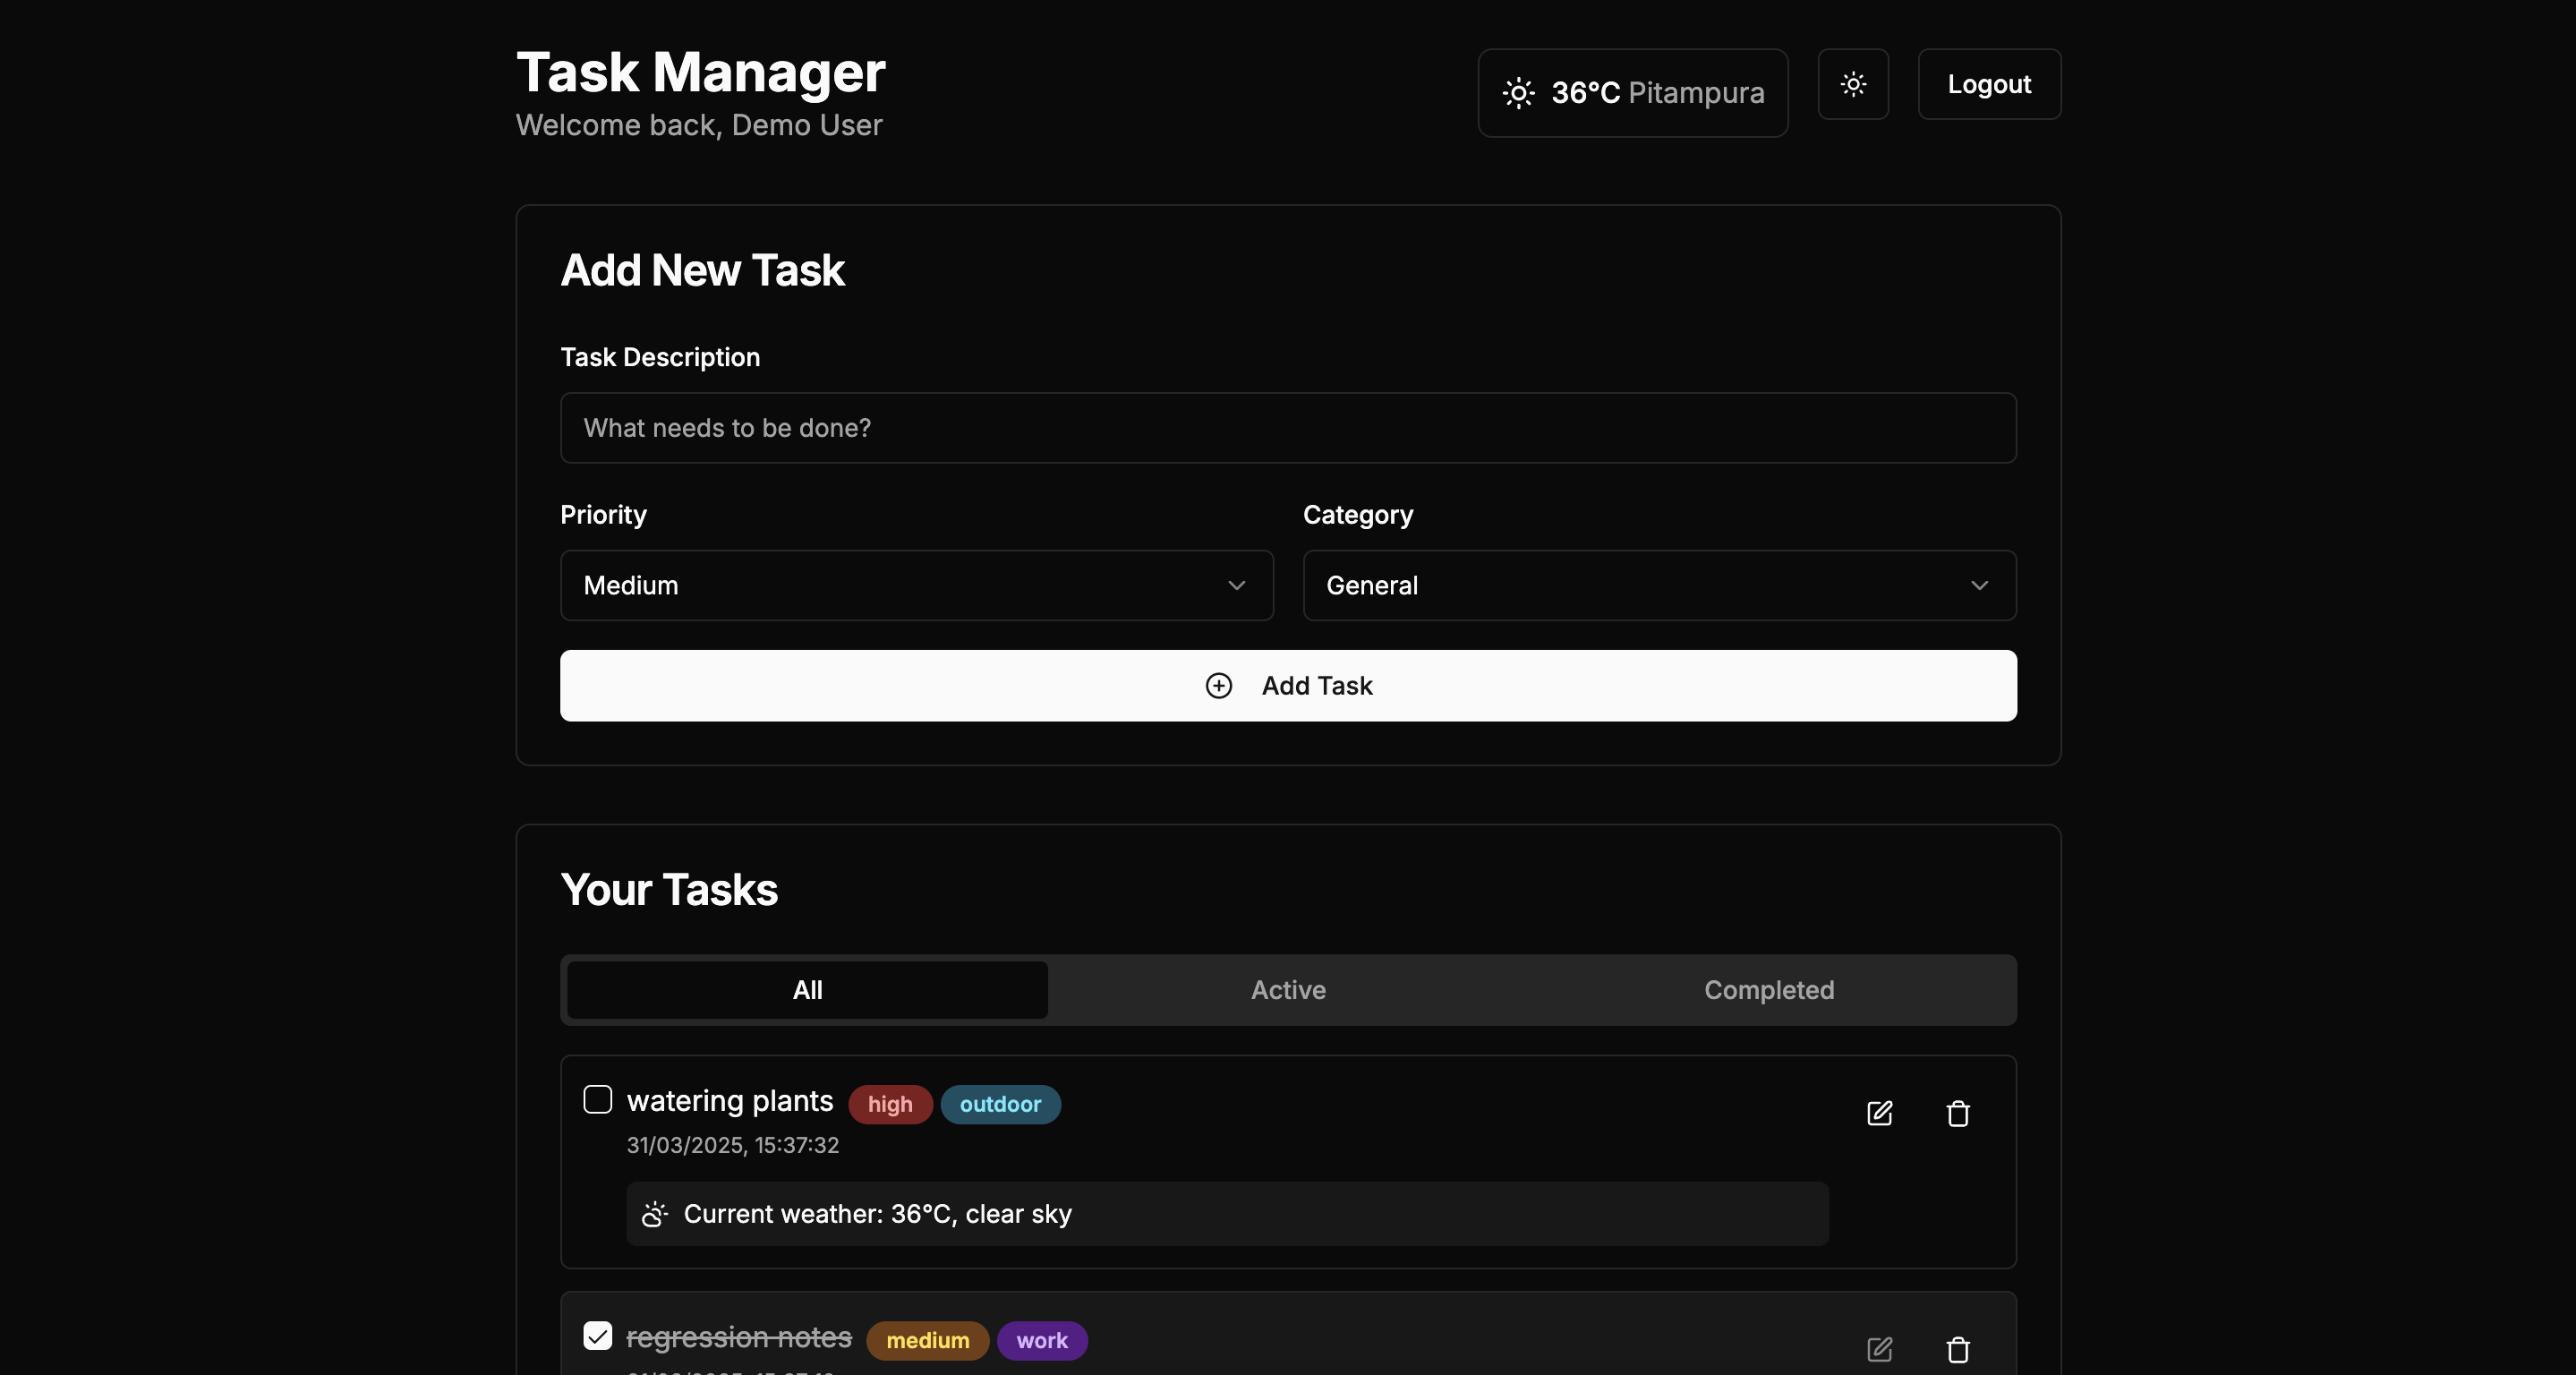 Task Manager
Welcome back, Demo User
36°C Pitampura
Logout
Add New Task
Task Description
What needs to be done?
Priority
Category
Medium
General
Add Task
Your Tasks
All
Active
Completed
watering plants high outdoor
31/03/2025, 15:37:32
Current weather: 36°C, clear sky
regression notes medium work